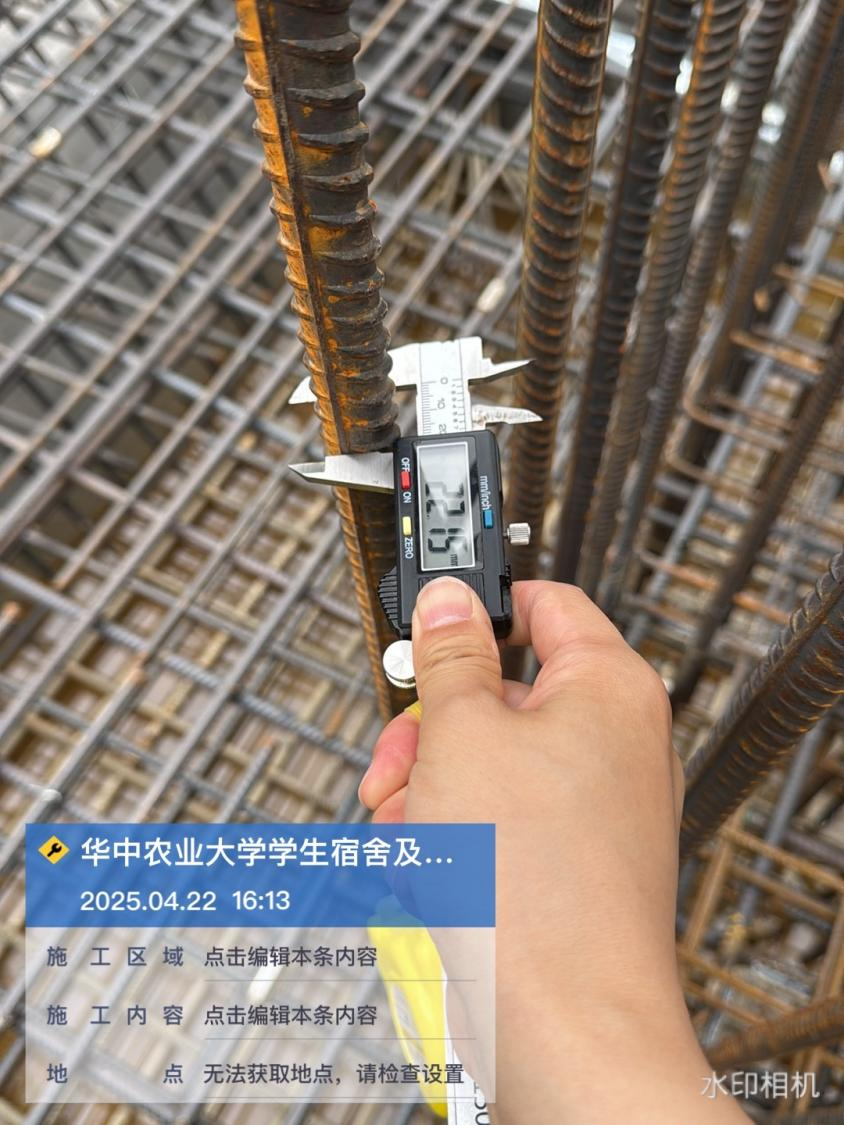 0
10
OFF ON ZERO
mm/inch
mm
华中农业大学学生宿舍及...
2025.04.22 16:13
施工区域 点击编辑本条内容
施工内容 点击编辑本条内容
地点 无法获取地点，请检查设置
水印相机